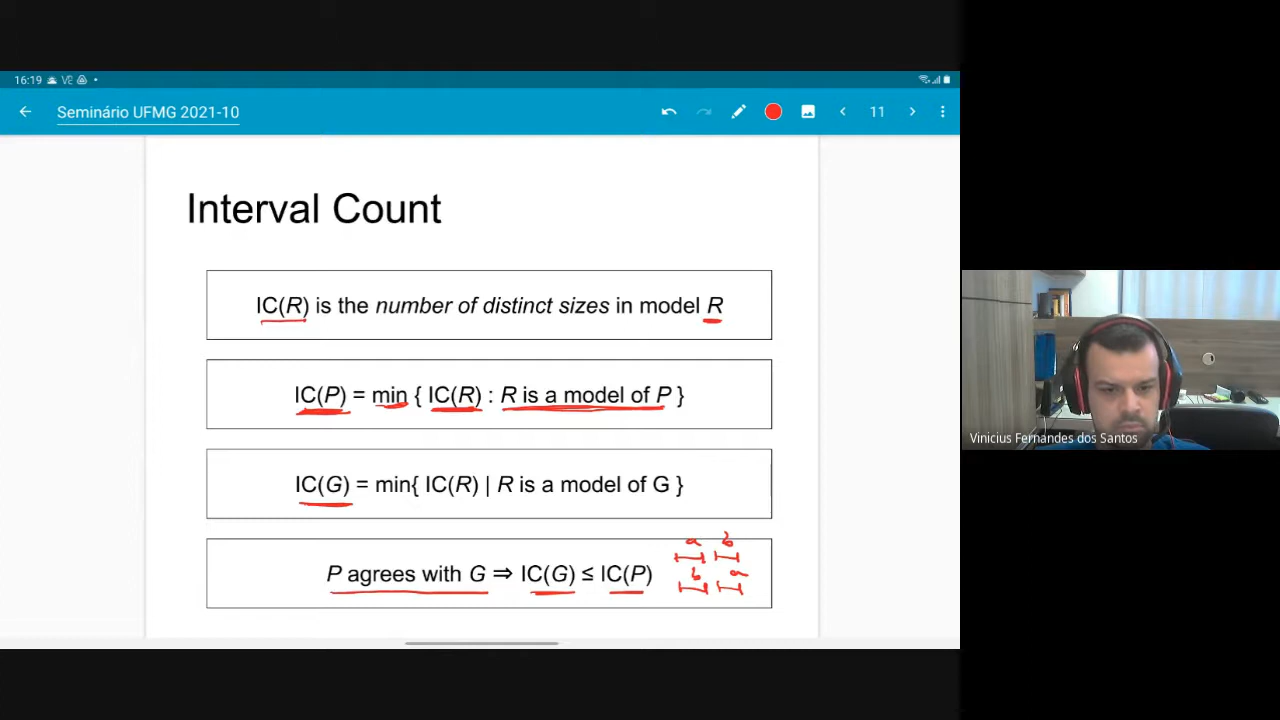 16:19
Seminário UFMG 2021-10
11
Interval Count
IC(R) is the number of distinct sizes in model R
IC(P) = min { IC(R) : R is a model of P }
IC(G) = min{ IC(R) | R is a model of G }
a b
P agrees with G ⇒ IC(G) ≤ IC(P)
b a
Vinicius Fernandes dos Santos